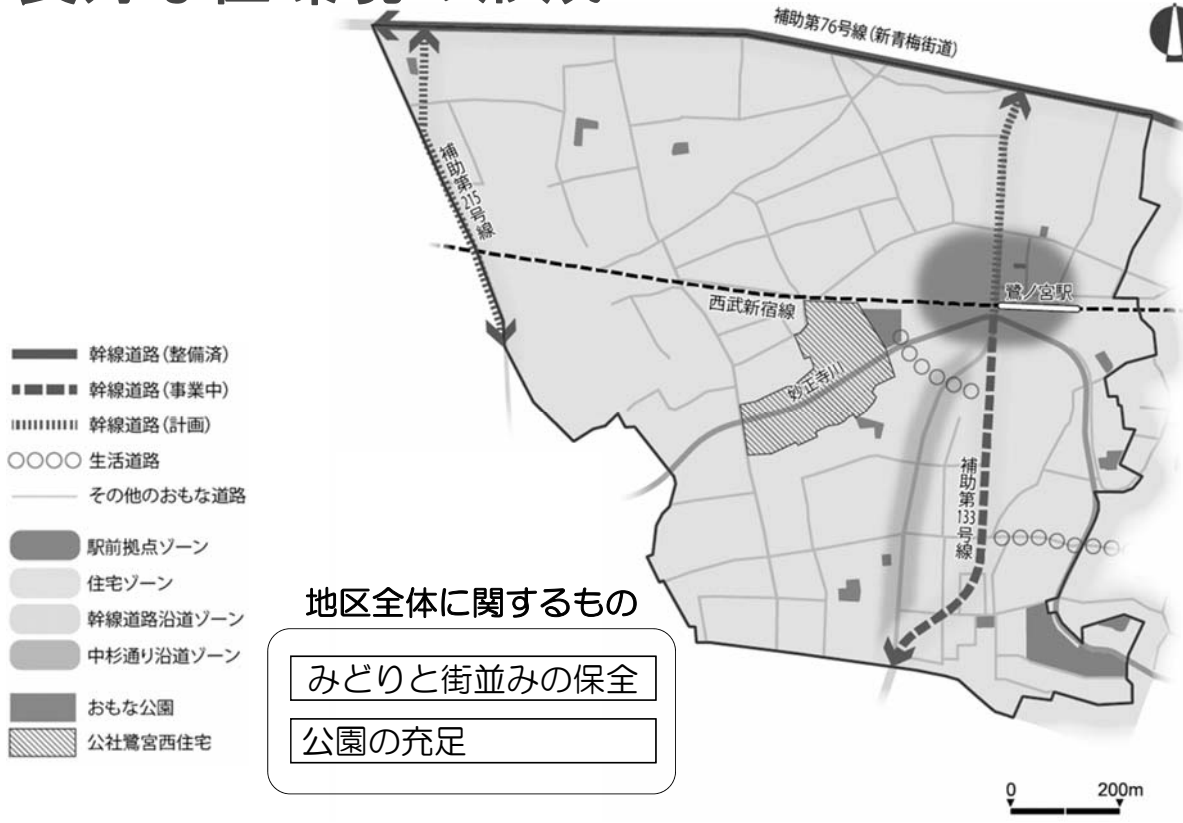 補助第76号線(新青梅街道)
補助第215号線
西武新宿線
鷺ノ宮駅
妙正寺川
補助第133号線
幹線道路(整備済)
幹線道路(事業中)
幹線道路(計画)
生活道路
その他のおもな道路
駅前拠点ゾーン
住宅ゾーン
幹線道路沿道ゾーン
中杉通り沿道ゾーン
おもな公園
公社鷺宮西住宅
地区全体に関するもの
みどりと街並みの保全
公園の充足
0 200m